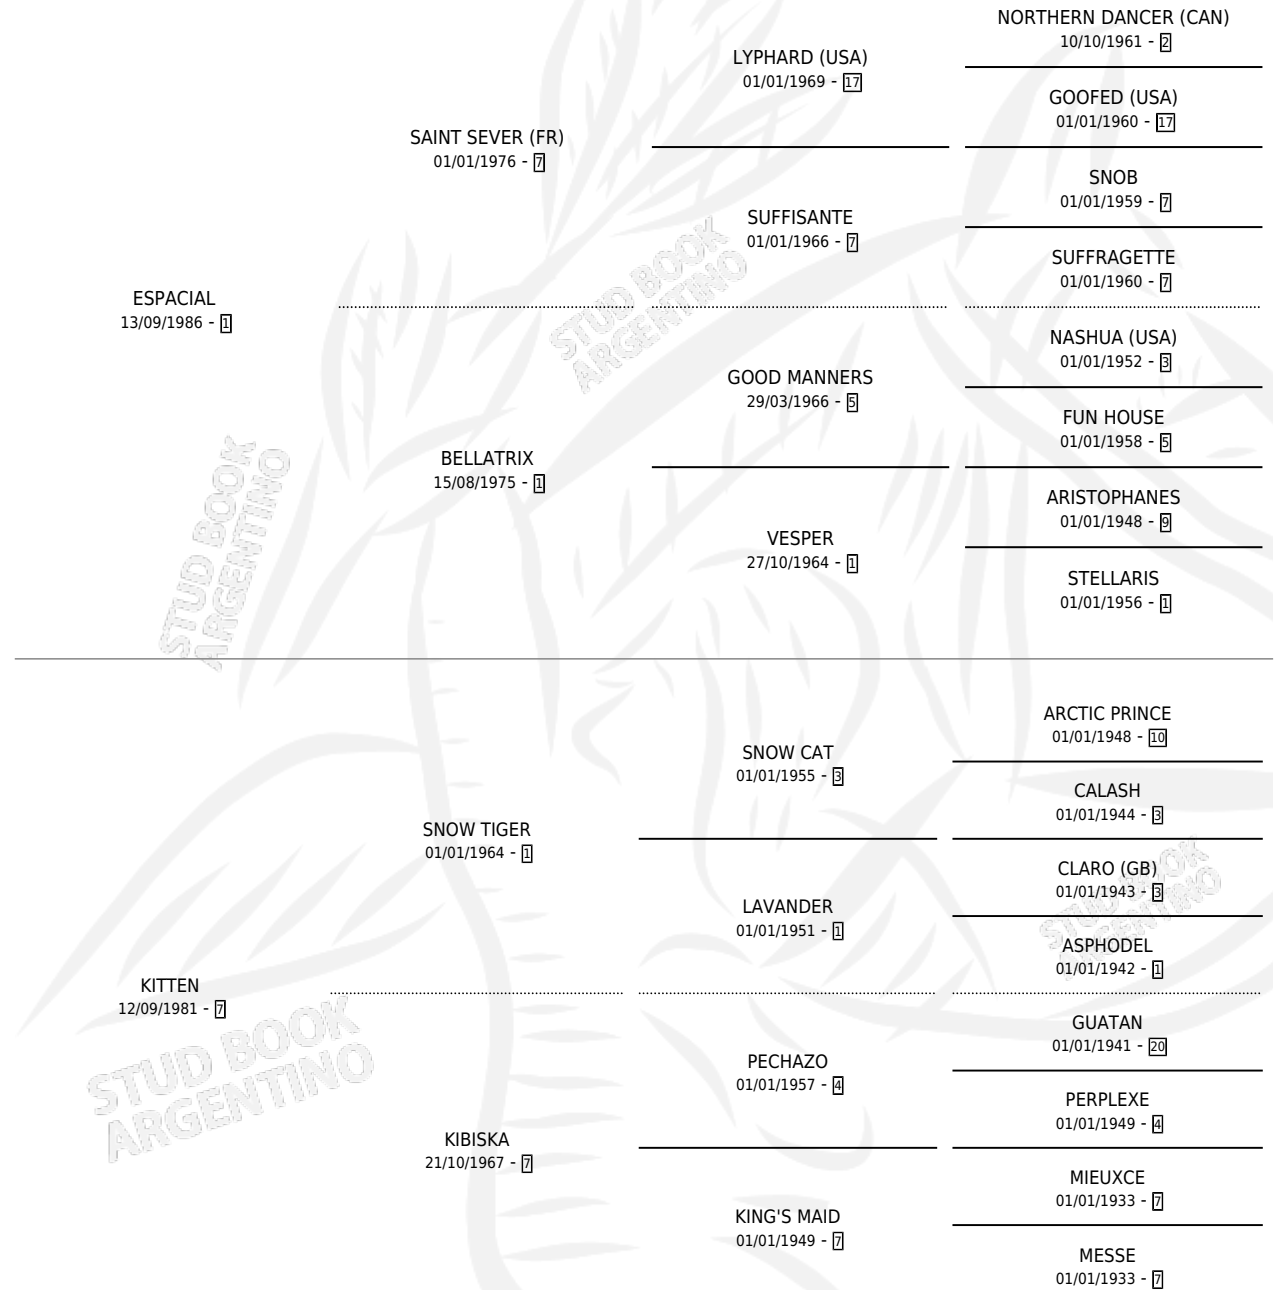 NORTHERN DANCER (CAN)
10/10/1961 - 2
LYPHARD (USA)
01/01/1969 - 17
GOOFED (USA)
01/01/1960 - 17
SAINT SEVER (FR)
01/01/1976 - 7
SNOB
01/01/1959 - 7
SUFFISANTE
01/01/1966 - 7
SUFFRAGETTE
01/01/1960 - 7
ESPACIAL
13/09/1986 - 1
STUD BOOK
ARGENTINO
NASHUA (USA)
01/01/1952 - 3
GOOD MANNERS
29/03/1966 - 5
FUN HOUSE
01/01/1958 - 5
BELLATRIX
15/08/1975 - 1
ARISTOPHANES
01/01/1948 - 9
VESPER
27/10/1964 - 1
STELLARIS
01/01/1956 - 1
STUD BOOK
ARGENTINO
ARCTIC PRINCE
01/01/1948 - 10
SNOW CAT
01/01/1955 - 3
CALASH
01/01/1944 - 3
SNOW TIGER
01/01/1964 - 1
CLARO (GB)
01/01/1943 - 3
LAVANDER
01/01/1951 - 1
ASPHODEL
01/01/1942 - 1
STUD BOOK
ARGENTINO
KITTEN
12/09/1981 - 7
STUD BOOK
ARGENTINO
GUATAN
01/01/1941 - 20
PECHAZO
01/01/1957 - 4
PERPLEXE
01/01/1949 - 4
KIBISKA
21/10/1967 - 7
MIEUXCE
01/01/1933 - 7
KING'S MAID
01/01/1949 - 7
MESSE
01/01/1933 - 7